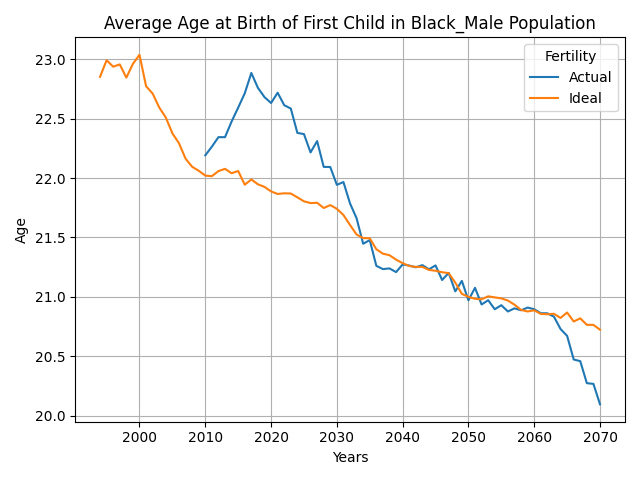 Average Age at Birth of First Child in Black_Male Population
Fertility
Actual
Ideal
23.0
22.5
22.0
21.5
21.0
20.5
20.0
Age
2000 2010 2020 2030 2040 2050 2060 2070
Years